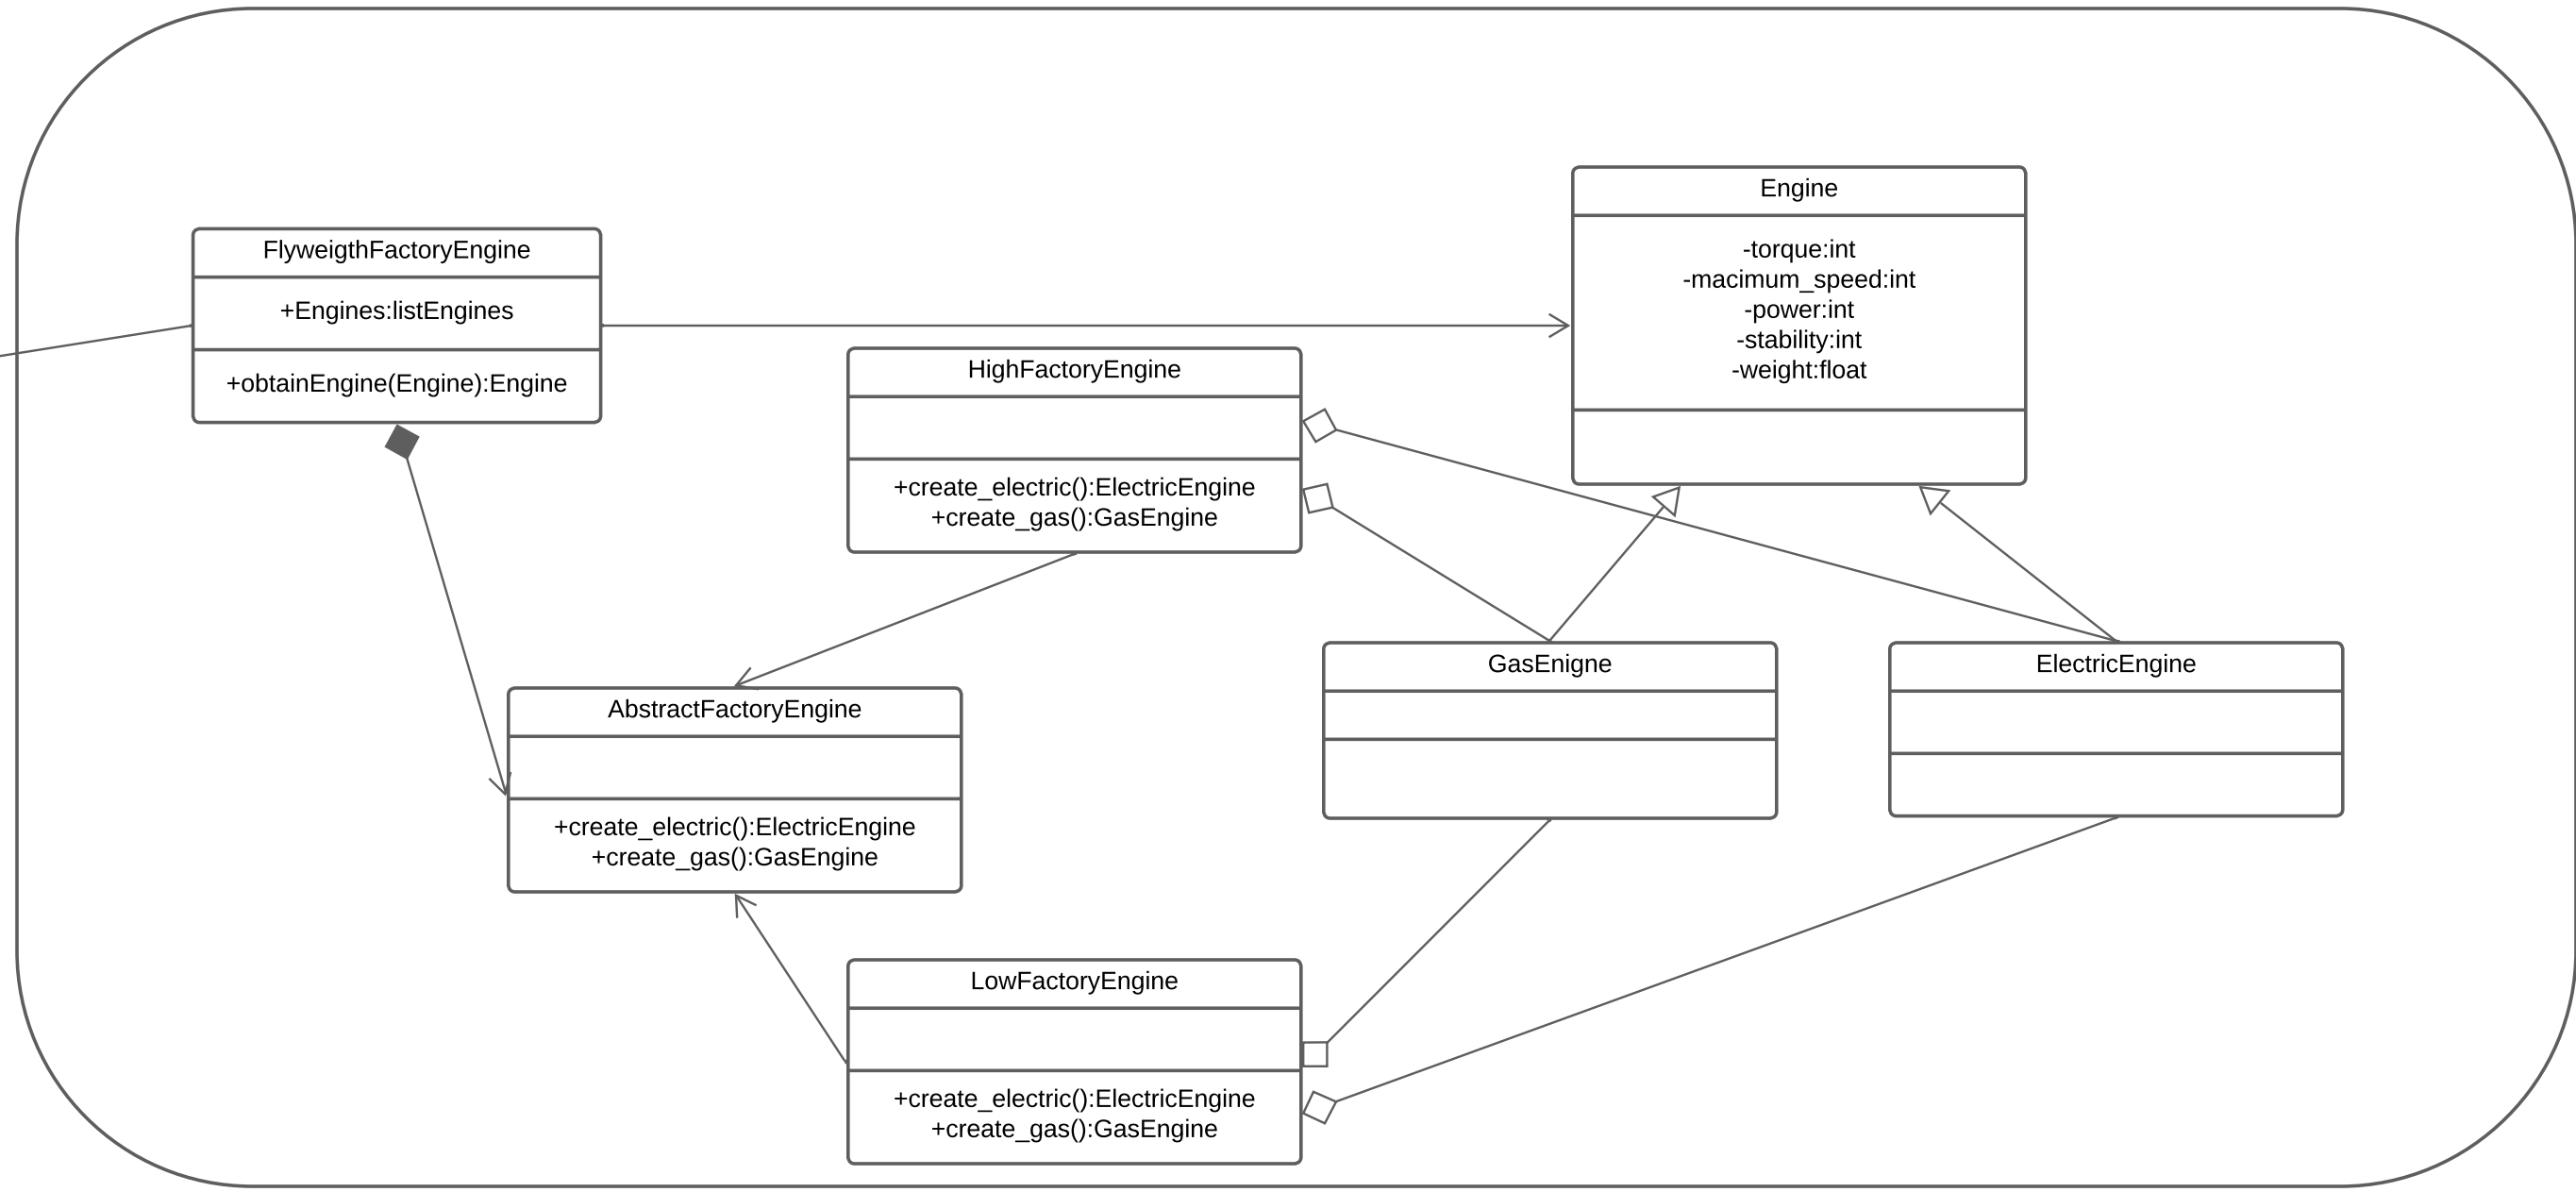 FlyweigthFactoryEngine
+Engines:listEngines
+obtainEngine(Engine):Engine
Engine
-torque:int
-macimum_speed:int
-power:int
-stability:int
-weight:float
HighFactoryEngine
+create_electric():ElectricEngine
+create_gas():GasEngine
GasEnigne
ElectricEngine
AbstractFactoryEngine
+create_electric():ElectricEngine
+create_gas():GasEngine
LowFactoryEngine
+create_electric():ElectricEngine
+create_gas():GasEngine